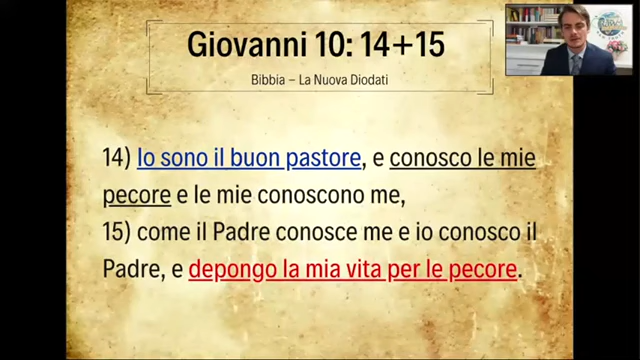 Giovanni 10: 14+15
Bibbia – La Nuova Diodati
14) Io sono il buon pastore, e conosco le mie
pecore e le mie conoscono me,
15) come il Padre conosce me e io conosco il
Padre, e depongo la mia vita per le pecore.